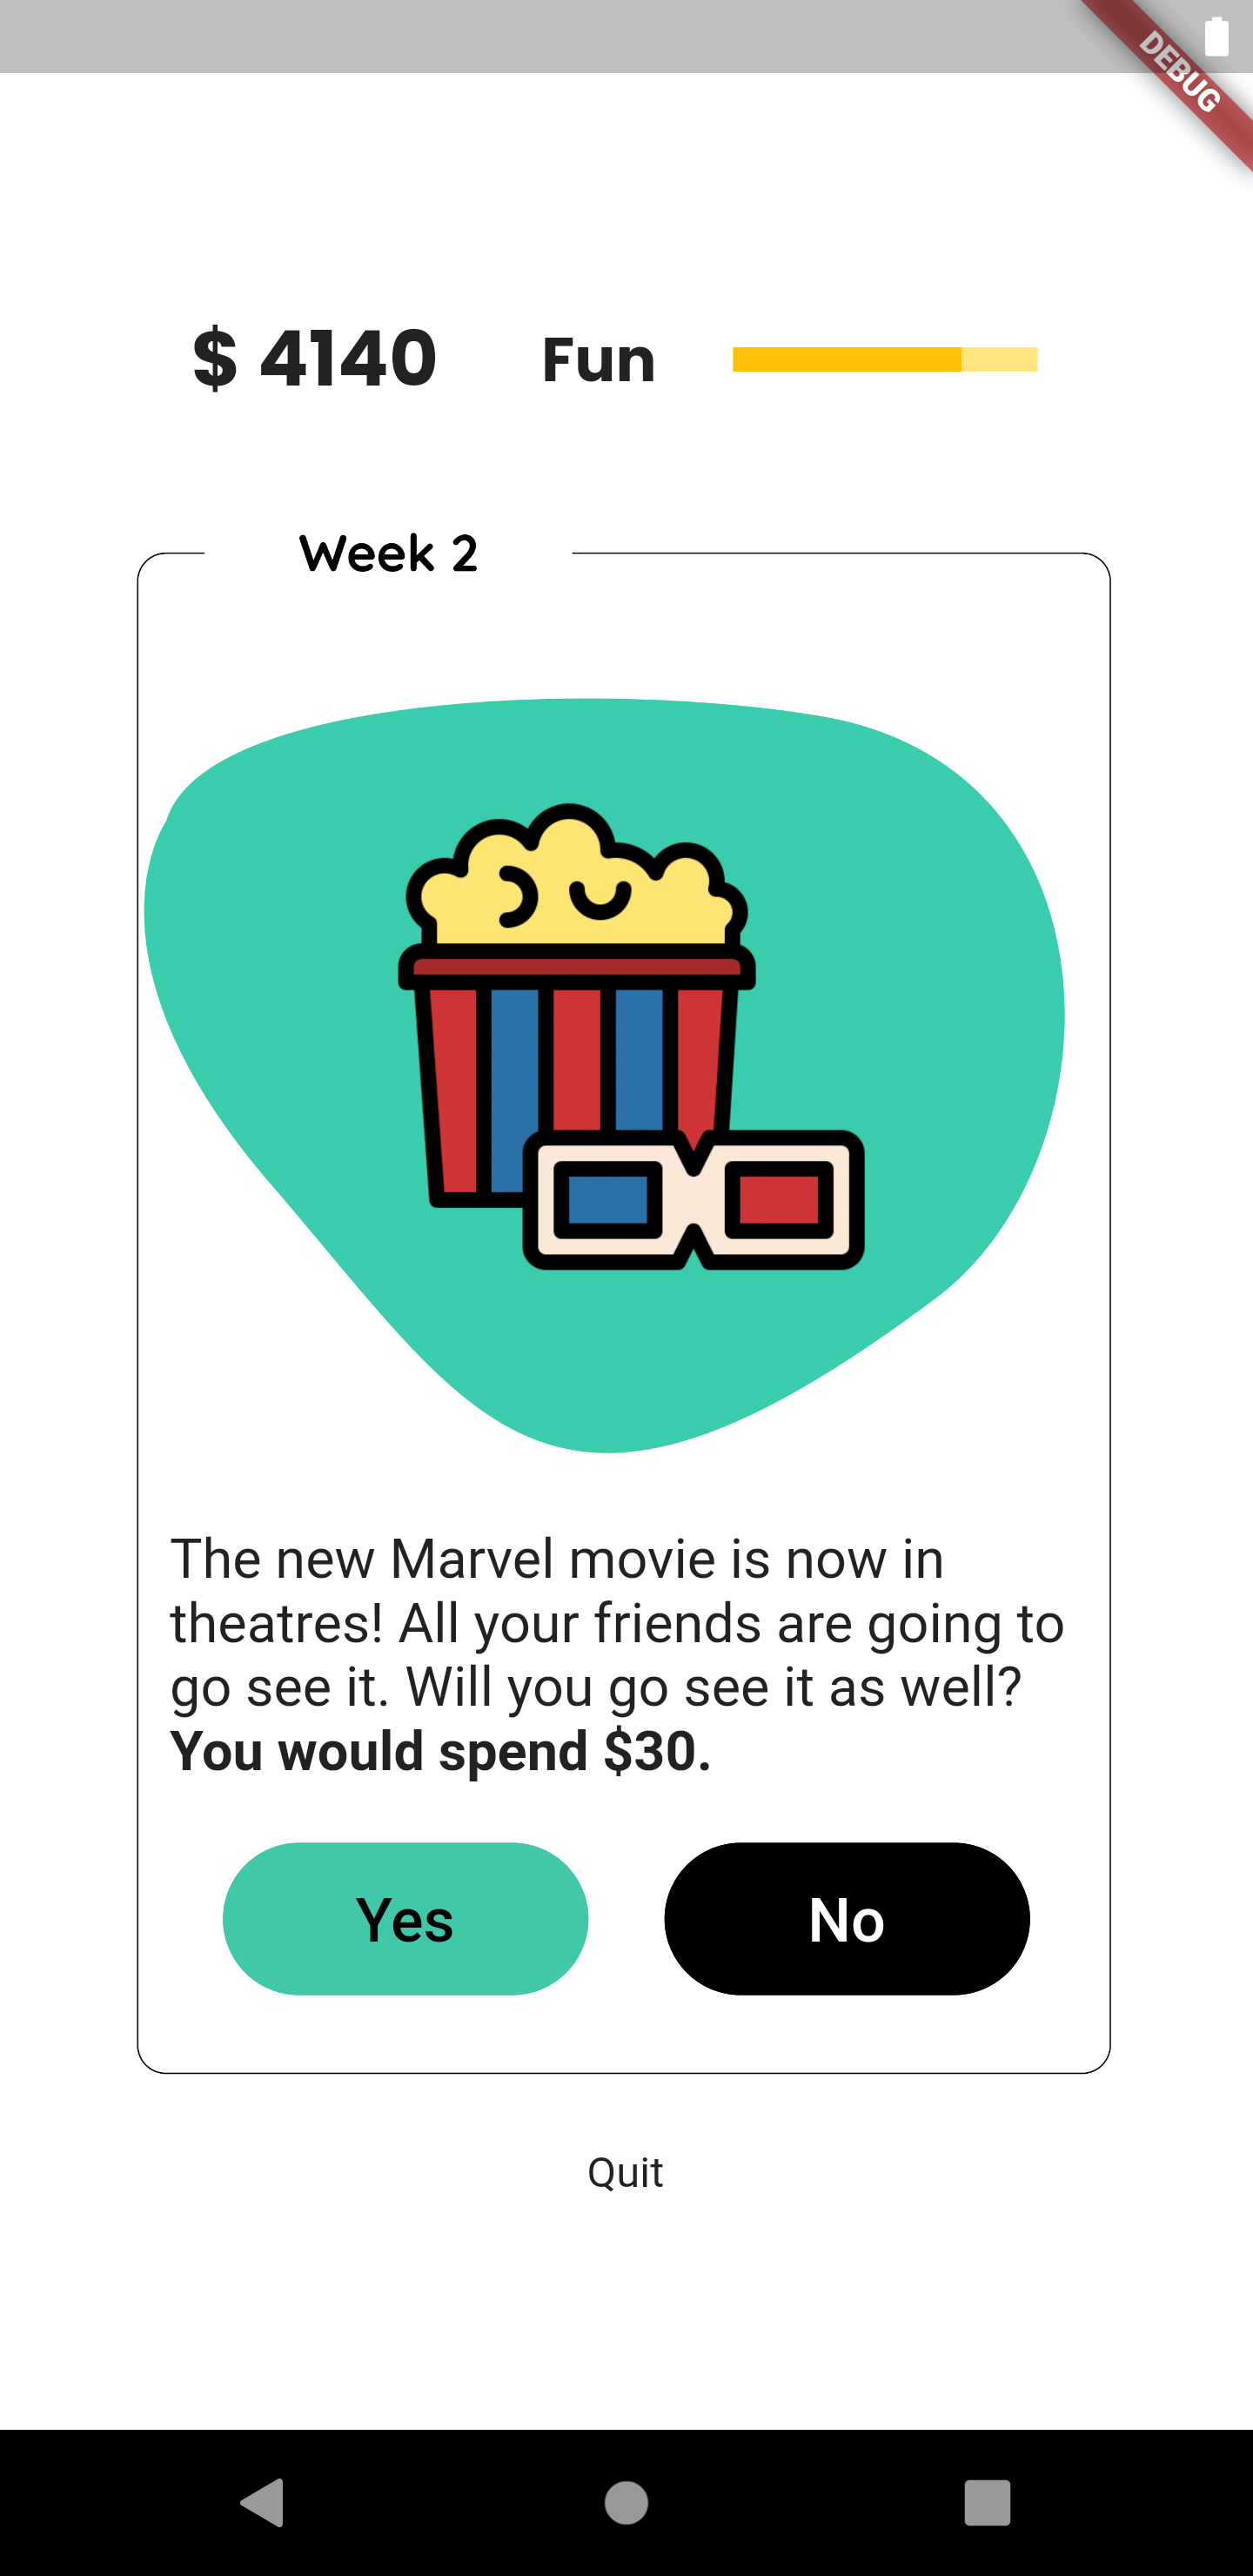 DEBUG
$ 4140 Fun
Week 2
The new Marvel movie is now in
theatres! All your friends are going to
go see it. Will you go see it as well?
You would spend $30.
Yes No
Quit